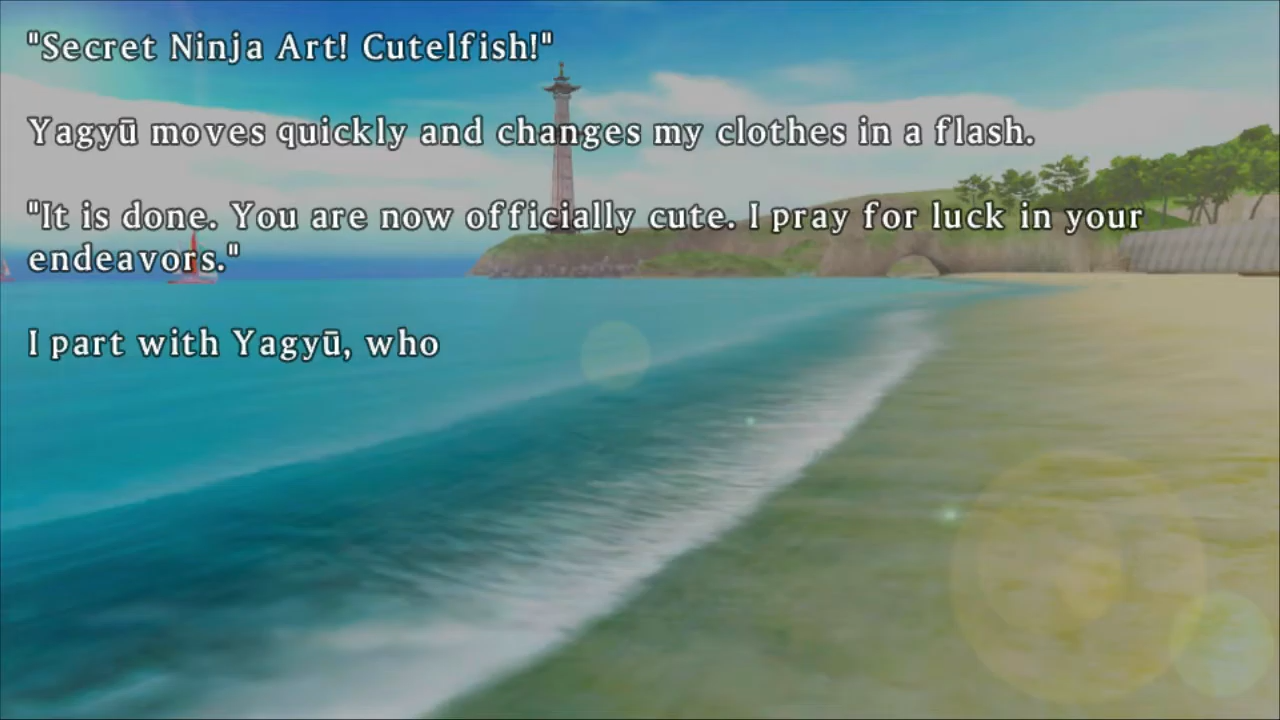 "Secret Ninja Art! Cutelfish!"
Yagyū moves quickly and changes my clothes in a flash.
"It is done. You are now officially cute. I pray for luck in your
endeavors."
I part with Yagyū, who